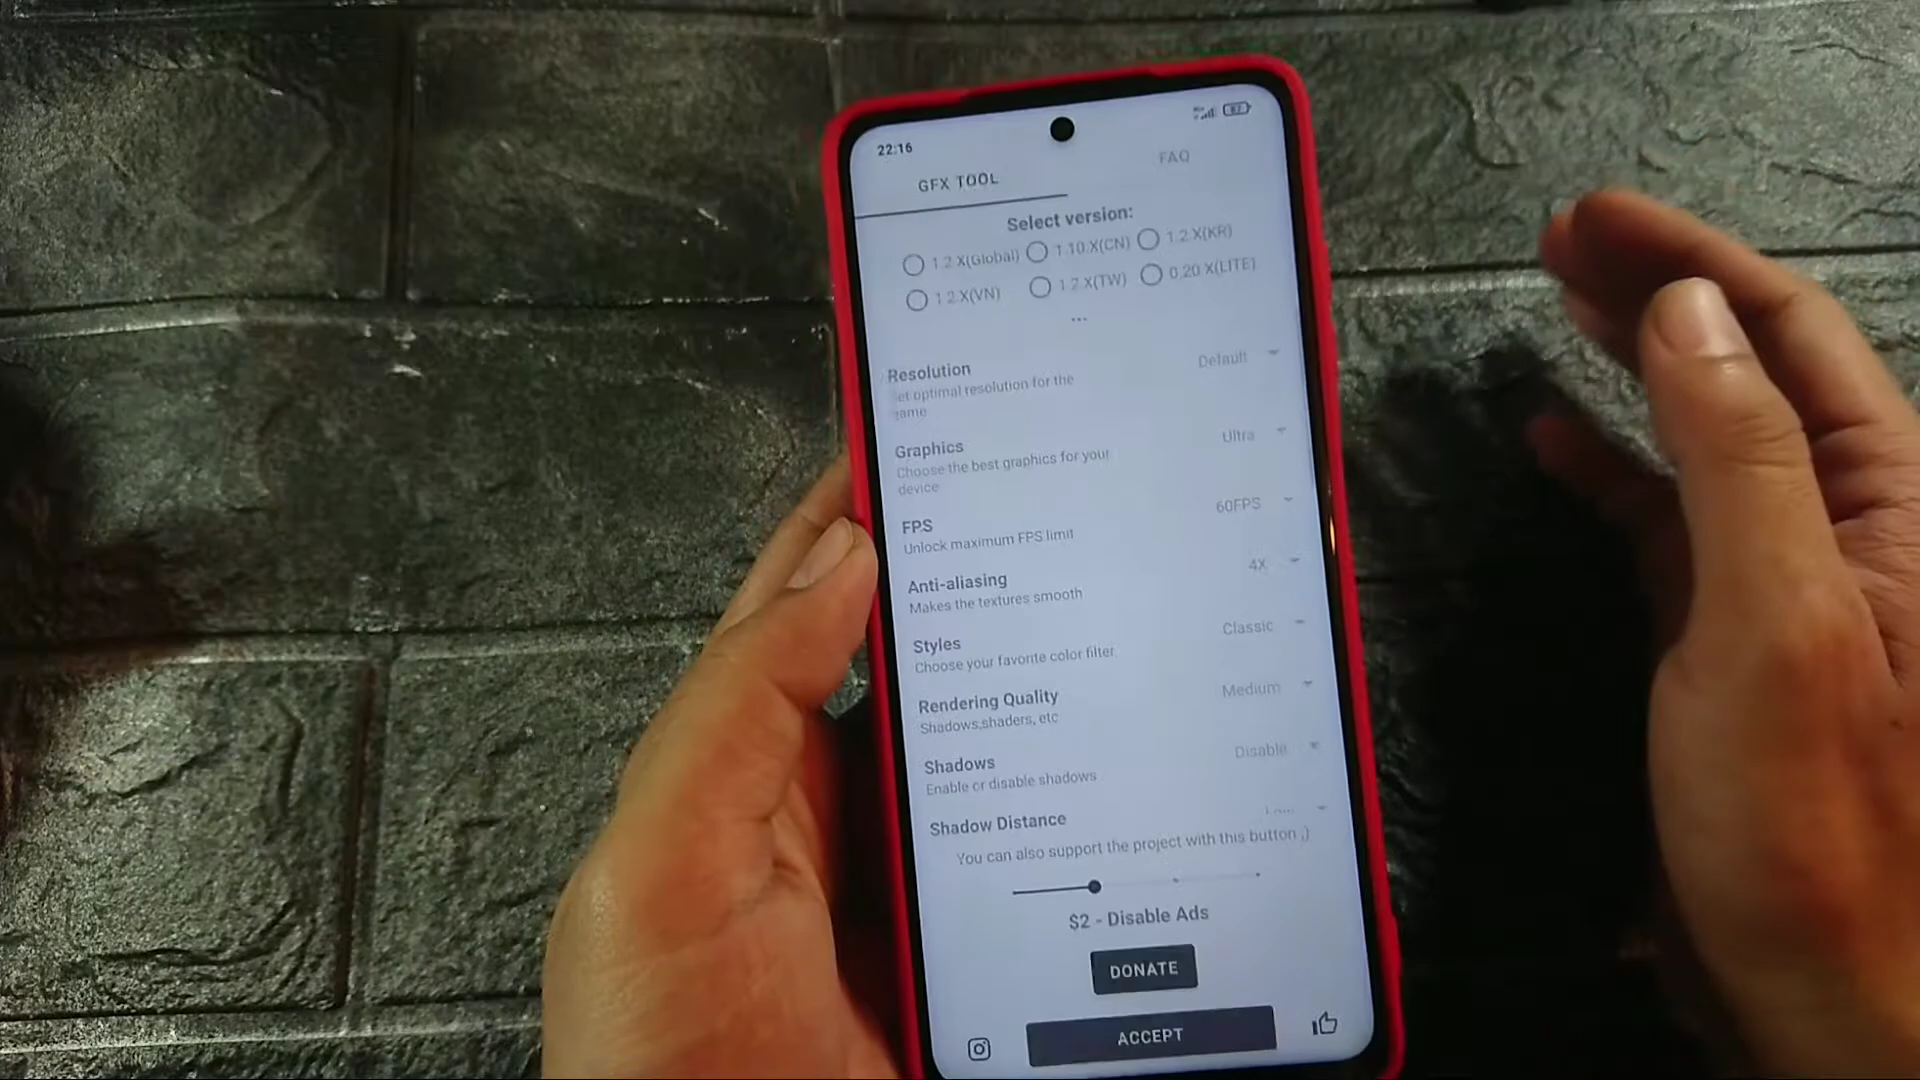 22:16
87
GFX TOOL
FAQ
Select version:
1.2.X(Global)
1.10.X(CN)
1.2.X(KR)
1.2.X(VN)
1.2.X(TW)
0.20.X(LITE)
...
Resolution
Default
et optimal resolution for the
game
Graphics
Ultra
Choose the best graphics for your
device
FPS
60FPS
Unlock maximum FPS limit
Anti-aliasing
4X
Makes the textures smooth
Styles
Classic
Choose your favorite color filter.
Rendering Quality
Medium
Shadows,shaders, etc
Shadows
Disable
Enable or disable shadows
Shadow Distance
You can also support the project with this button ;)
$2 - Disable Ads
DONATE
ACCEPT